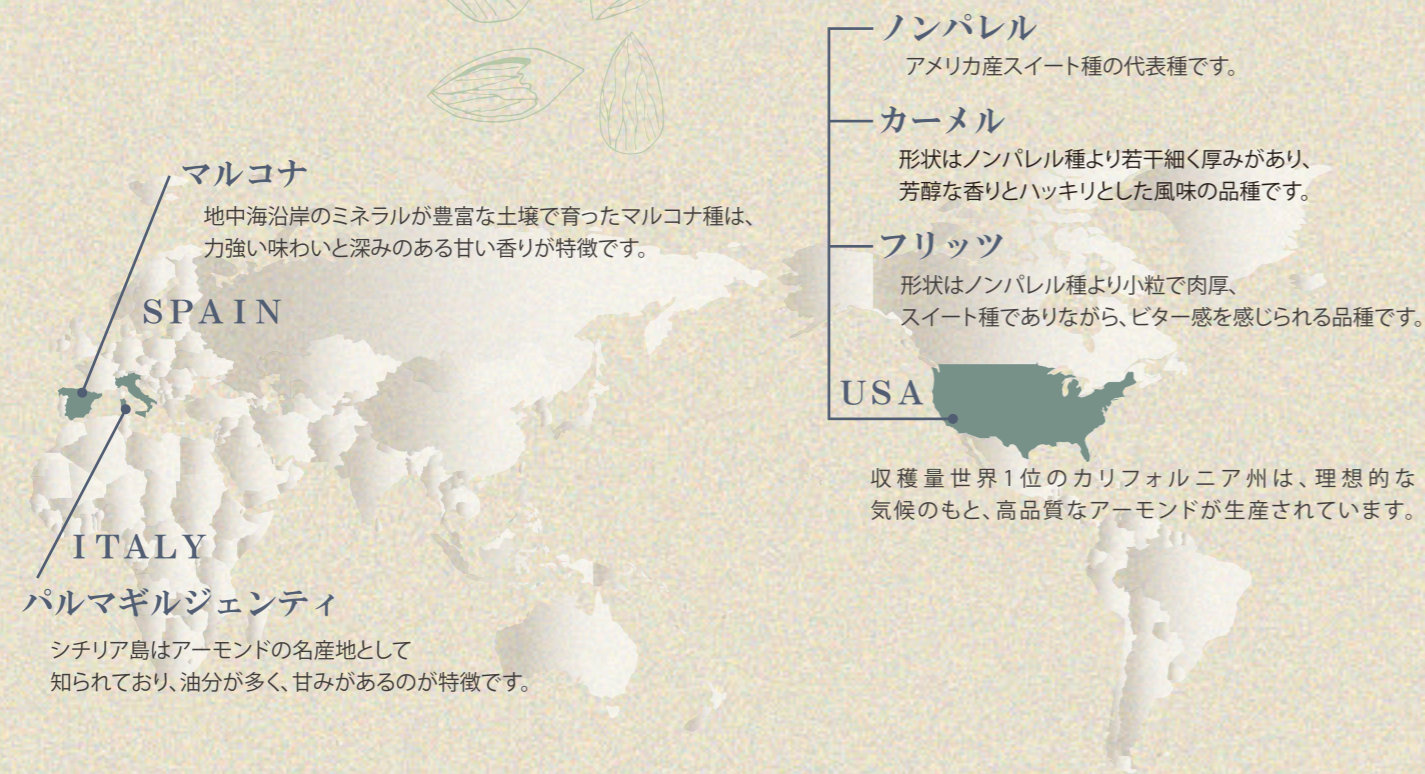 マルコナ
地中海沿岸のミネラルが豊富な土壌で育ったマルコナ種は、
力強い味わいと深みのある甘い香りが特徴です。
SPAIN
ITALY
パルマギルジェンティ
シチリア島はアーモンドの名産地として
知られており、油分が多く、甘みがあるのが特徴です。
ノンパレル
アメリカ産スイート種の代表種です。
カーメル
形状はノンパレル種より若干細く厚みがあり、
芳醇な香りとハッキリとした風味の品種です。
フリッツ
形状はノンパレル種より小粒で肉厚、
スイート種でありながら、ビター感を感じられる品種です。
USA
収穫量世界1位のカリフォルニア州は、理想的な
気候のもと、高品質なアーモンドが生産されています。